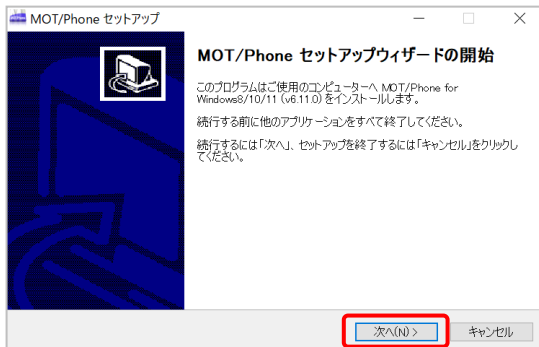 MOT/Phone セットアップ
MOT/Phone セットアップウィザードの開始
このプログラムはご使用のコンピューターへ MOT/Phone for
Windows8/10/11 (v6.11.0) をインストールします。
続行する前に他のアプリケーションをすべて終了してください。
続行するには「次へ」、セットアップを終了するには「キャンセル」をクリックし
てください。
次へ(N) >
キャンセル